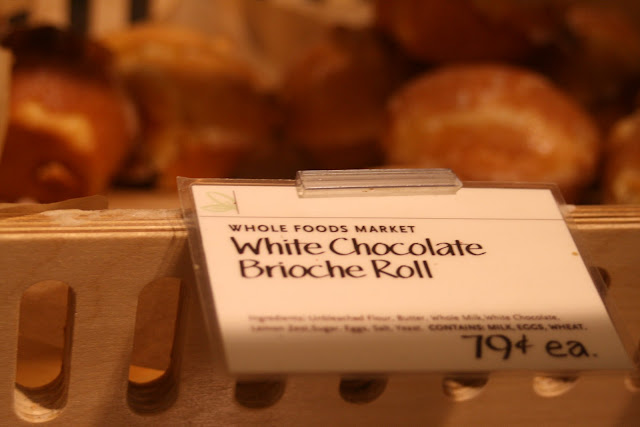 WHOLE FOODS MARKET
White Chocolate
Brioche Roll
Ingredients: Unbleached Flour, Butter, Whole Milk, White Chocolate,
Lemon Zest, Sugar, Eggs, Salt, Yeast. CONTAINS: MILK, EGGS, WHEAT.
79¢ ea.